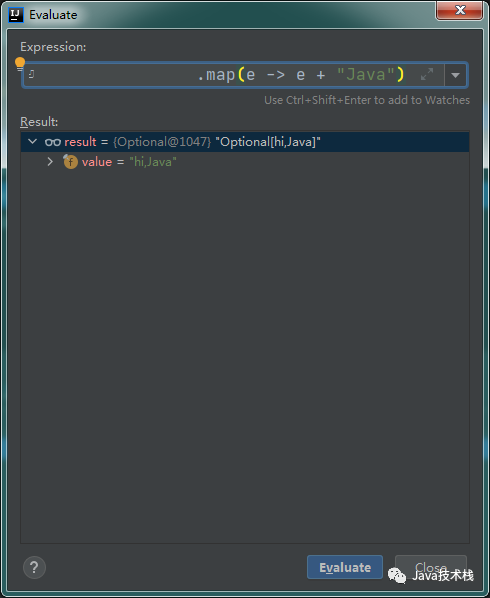 IJ Evaluate
Expression:
.map(e -> e + "Java")
Use Ctrl+Shift+Enter to add to Watches
Result:
result = {Optional@1047} "Optional[hi,Java]"
f value = "hi,Java"
? Evaluate Close
Java技术栈